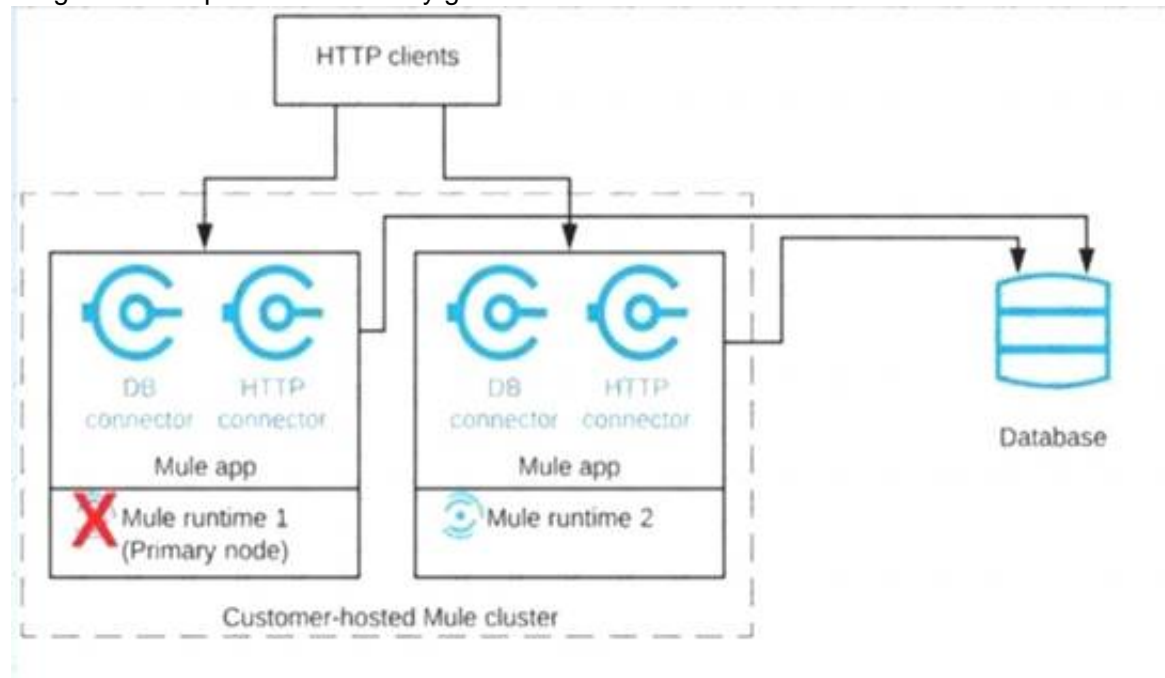 HTTP clients
DB
connector
HTTP
connector
Mule app
Mule runtime 1
(Primary node)
DB
connector
HTTP
connector
Mule app
Mule runtime 2
Customer-hosted Mule cluster
Database